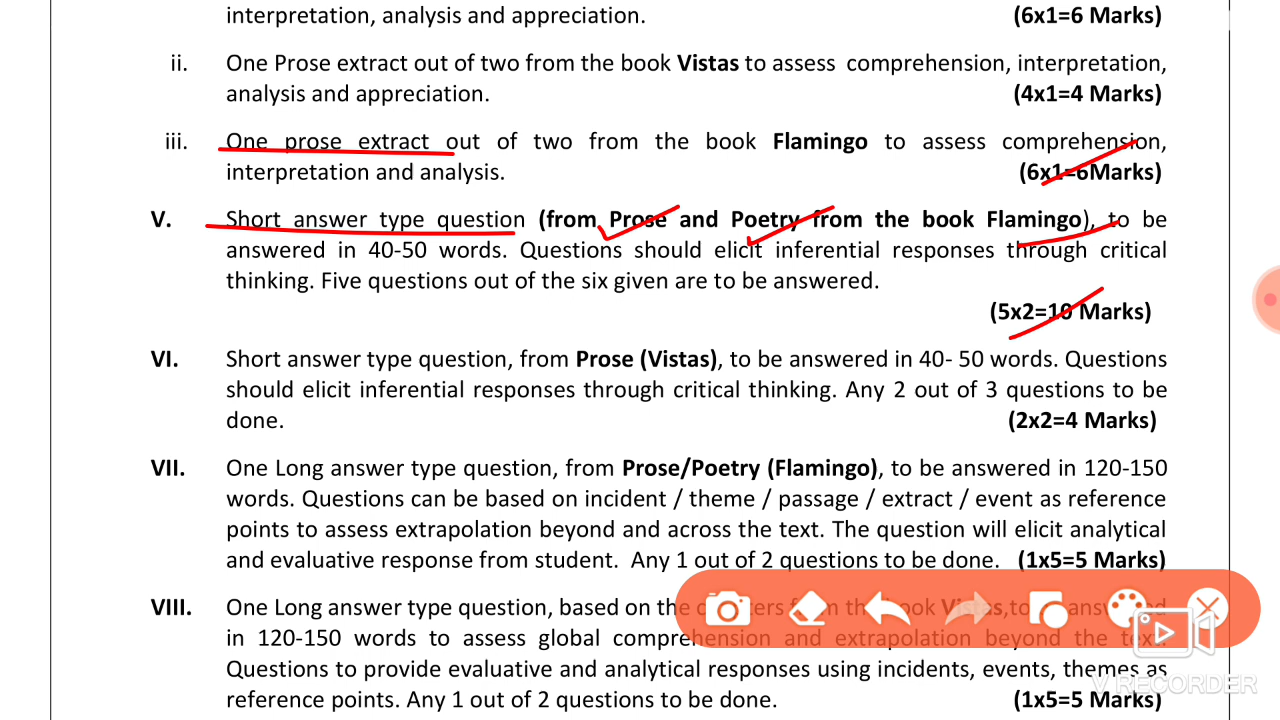 interpretation, analysis and appreciation. (6x1=6 Marks)
ii. One Prose extract out of two from the book Vistas to assess comprehension, interpretation,
analysis and appreciation. (4x1=4 Marks)
iii. One prose extract out of two from the book Flamingo to assess comprehension,
interpretation and analysis. (6x1=6Marks)
V. Short answer type question (from Prose and Poetry from the book Flamingo), to be
answered in 40-50 words. Questions should elicit inferential responses through critical
thinking. Five questions out of the six given are to be answered.
(5x2=10 Marks)
VI. Short answer type question, from Prose (Vistas), to be answered in 40- 50 words. Questions
should elicit inferential responses through critical thinking. Any 2 out of 3 questions to be
done. (2x2=4 Marks)
VII. One Long answer type question, from Prose/Poetry (Flamingo), to be answered in 120-150
words. Questions can be based on incident / theme / passage / extract / event as reference
points to assess extrapolation beyond and across the text. The question will elicit analytical
and evaluative response from student. Any 1 out of 2 questions to be done. (1x5=5 Marks)
VIII. One Long answer type question, based on the book Vistas,
in 120-150 words to assess global comprehension and extrapolation beyond the text.
Questions to provide evaluative and analytical responses using incidents, events, themes as
reference points. Any 1 out of 2 questions to be done. (1x5=5 Marks)
V RECORDER